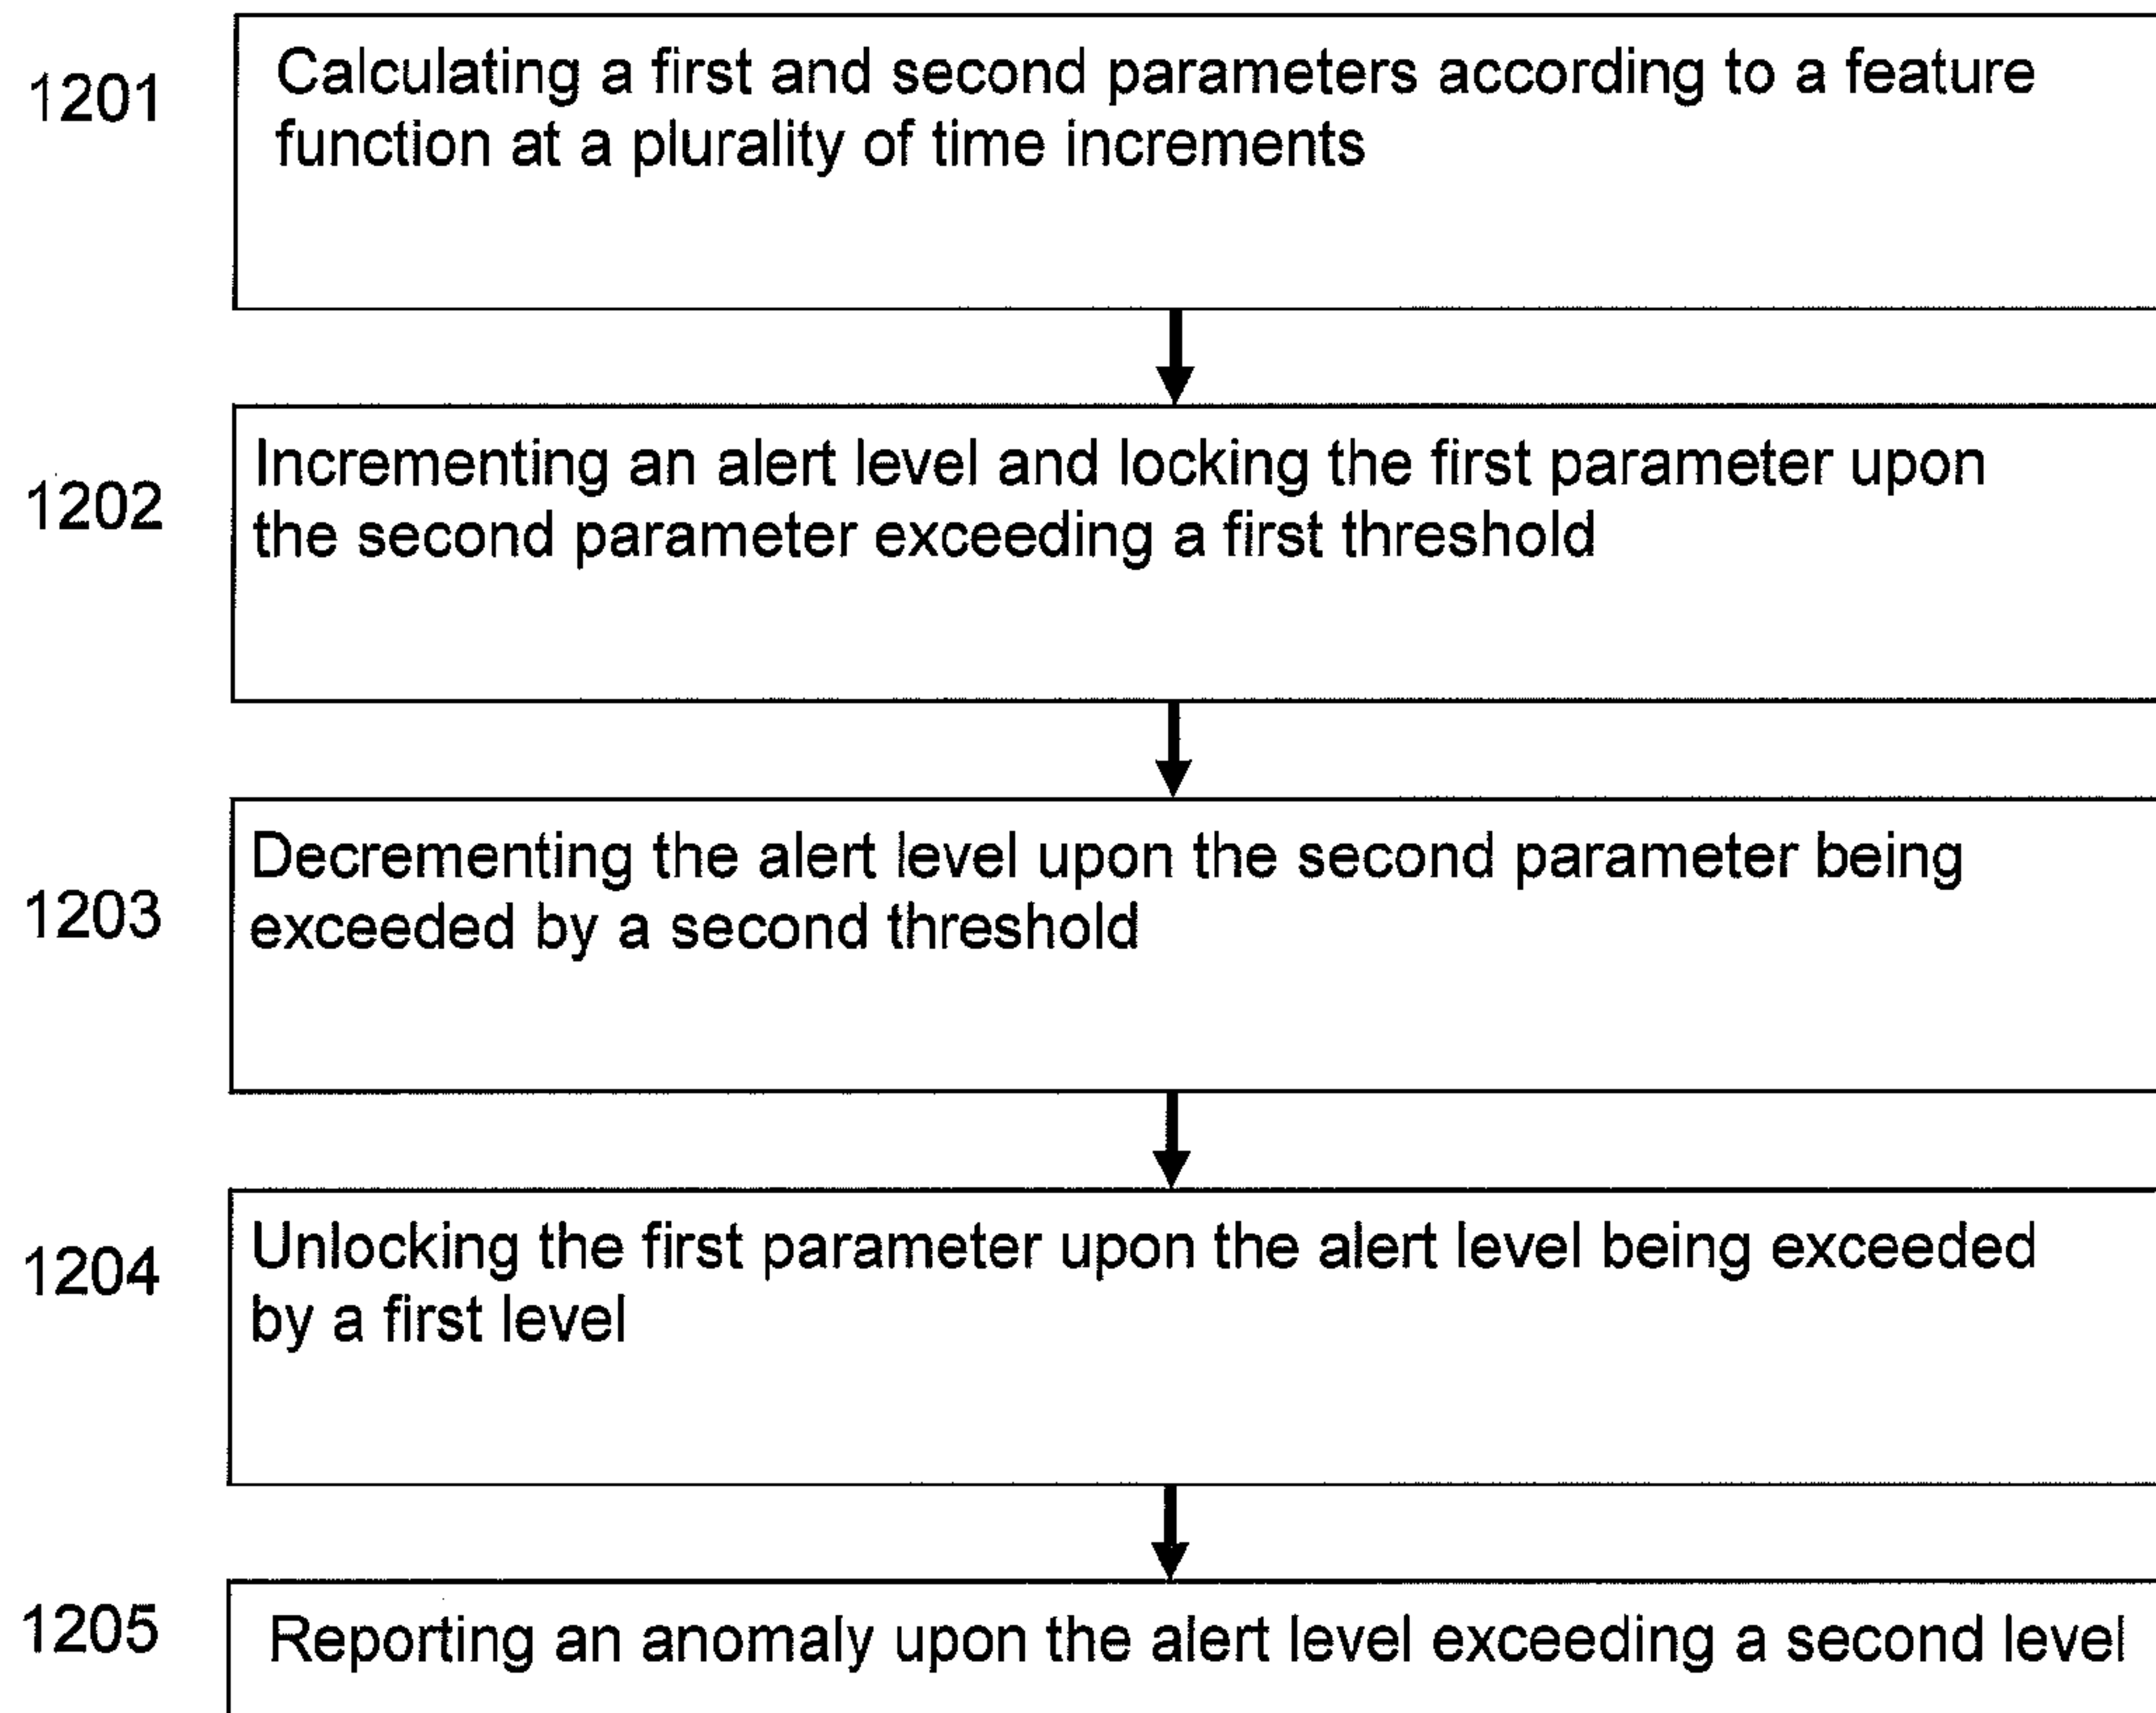 1201
Calculating a first and second parameters according to a feature
function at a plurality of time increments
1202
Incrementing an alert level and locking the first parameter upon
the second parameter exceeding a first threshold
1203
Decrementing the alert level upon the second parameter being
exceeded by a second threshold
1204
Unlocking the first parameter upon the alert level being exceeded
by a first level
1205
Reporting an anomaly upon the alert level exceeding a second level